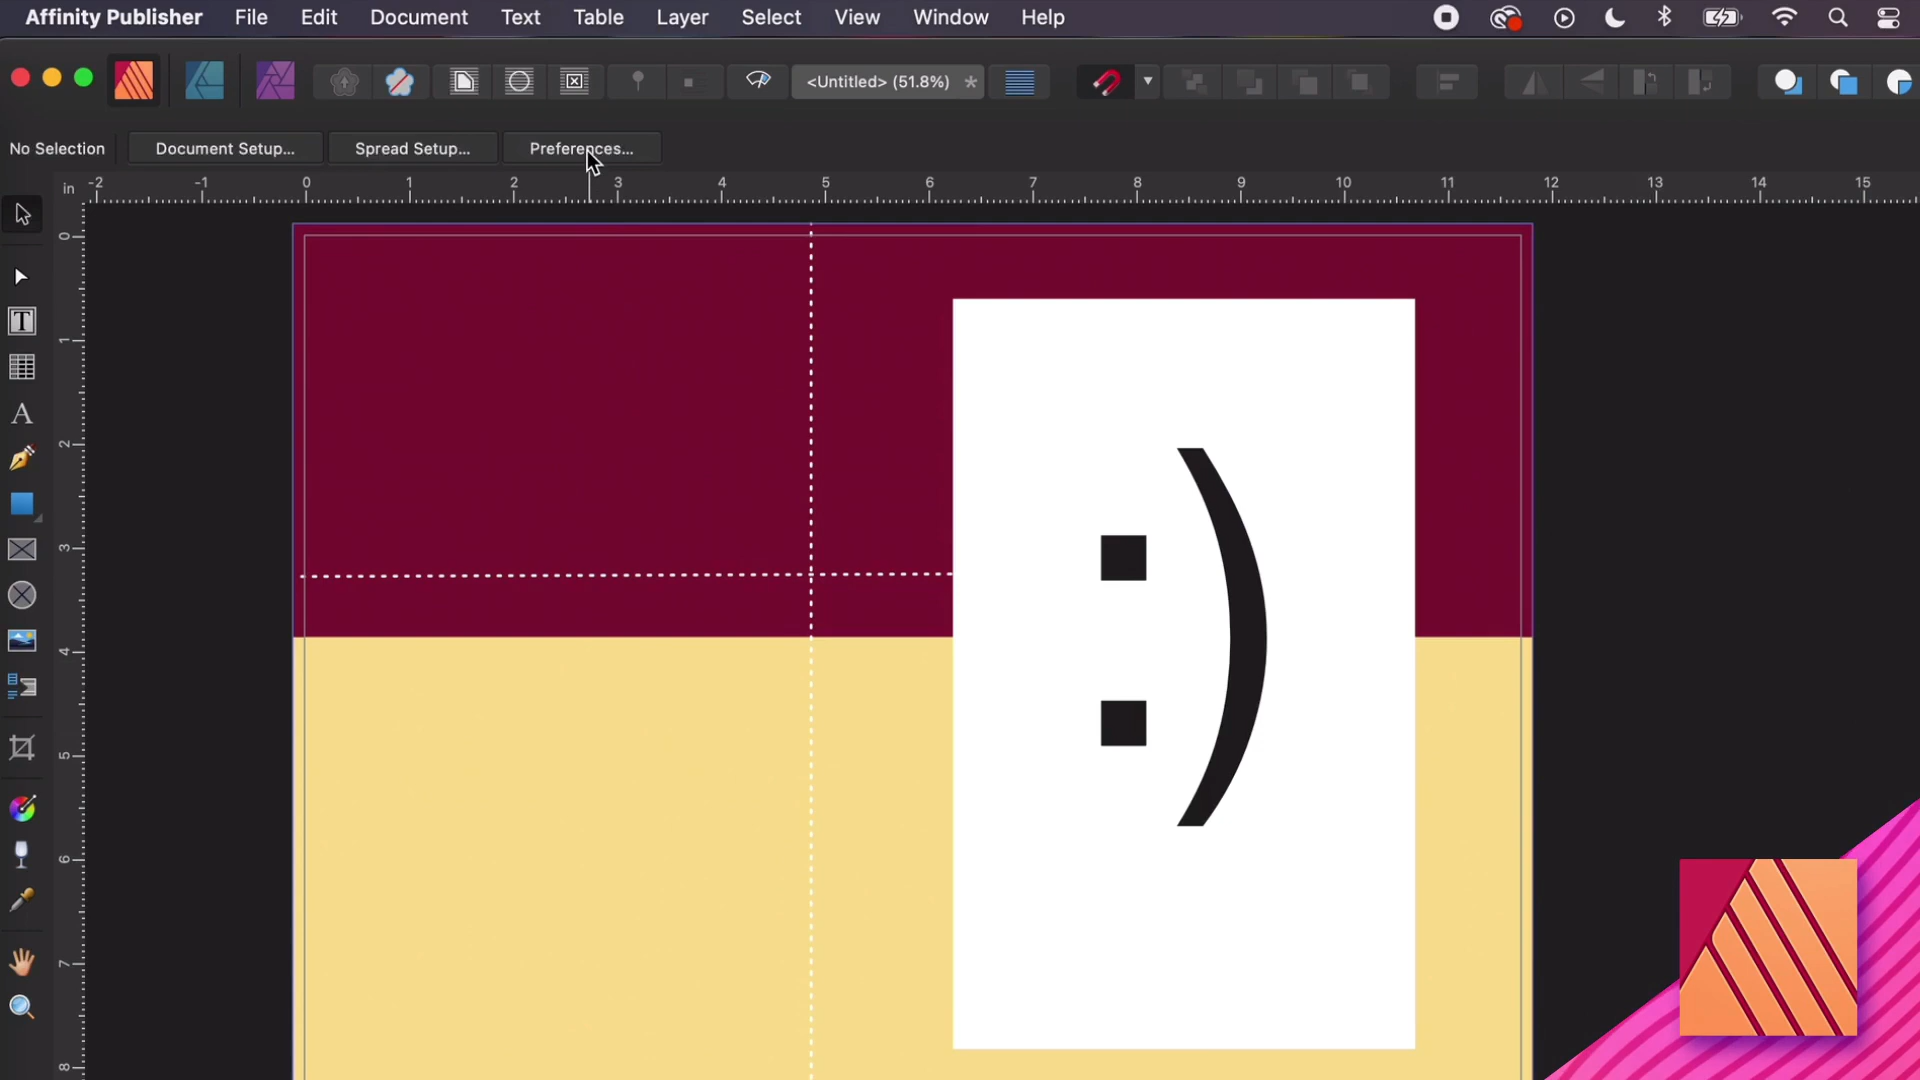 Affinity Publisher File Edit Document Text Table Layer Select View Window Help
<Untitled> (51.8%) *
No Selection Document Setup... Spread Setup... Preferences...
in -2 -1 0 1 2 3 4 5 6 7 8 9 10 11 12 13 14 15
0
1
2
3
4
5
6
7
8
T
A
:)